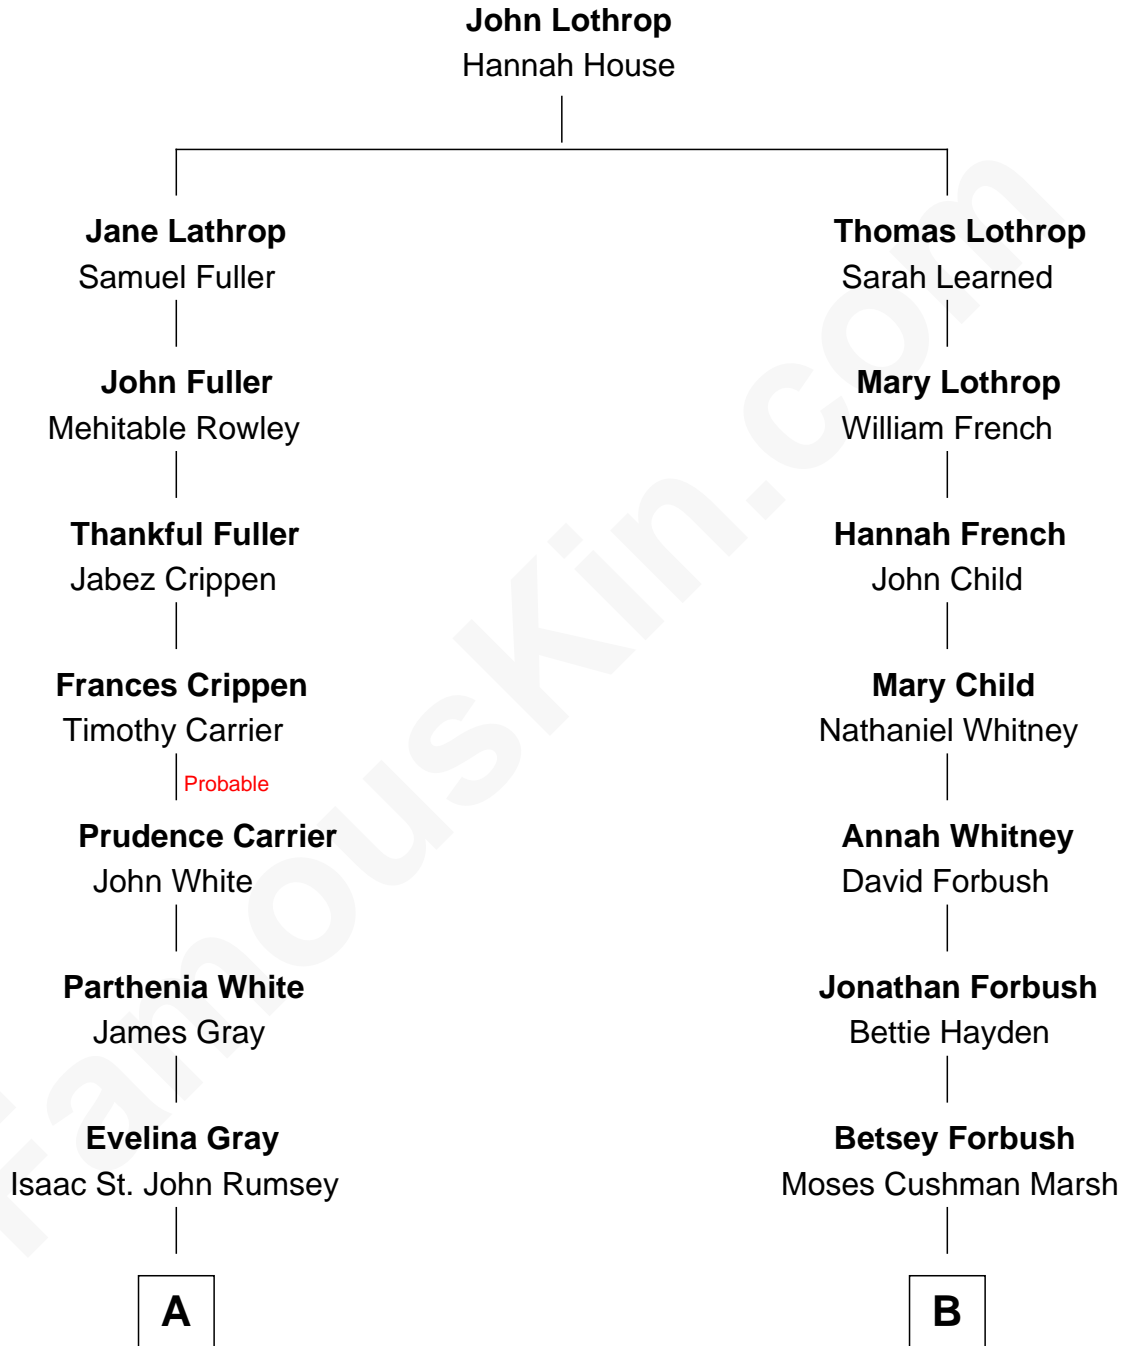 John Lothrop
Hannah House
Jane Lathrop
Samuel Fuller
Thomas Lothrop
Sarah Learned
John Fuller
Mehitable Rowley
Mary Lothrop
William French
Thankful Fuller
Jabez Crippen
Hannah French
John Child
Frances Crippen
Timothy Carrier
Mary Child
Nathaniel Whitney
Probable
Prudence Carrier
John White
Annah Whitney
David Forbush
Parthenia White
James Gray
Jonathan Forbush
Bettie Hayden
Evelina Gray
Isaac St. John Rumsey
Betsey Forbush
Moses Cushman Marsh
A
B
FamousKin.com